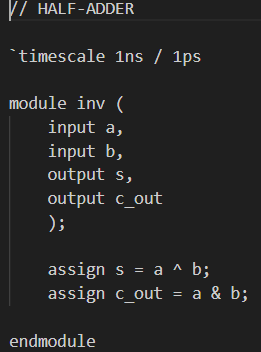 // HALF-ADDER
`timescale 1ns / 1ps
module inv (
input a,
input b,
output s,
output c_out
);
assign s = a ^ b;
assign c_out = a & b;
endmodule